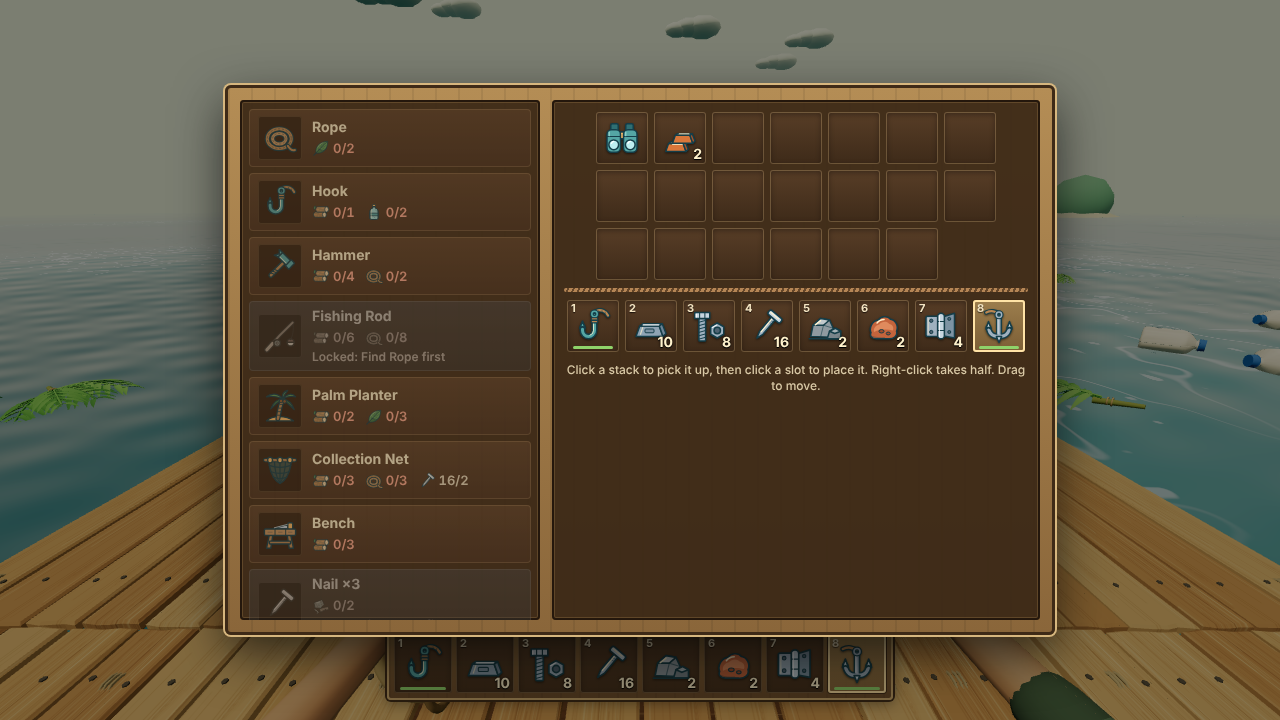 Rope
0/2
Hook
0/1 0/2
Hammer
0/4 0/2
Fishing Rod
0/6 0/8
Locked: Find Rope first
Palm Planter
0/2 0/3
Collection Net
0/3 0/3 16/2
Bench
0/3
Nail ×3
0/2
2
1 2 3 4 5 6 7 8
10 8 16 2 2 4
Click a stack to pick it up, then click a slot to place it. Right-click takes half. Drag
to move.
1 2 3 4 5 6 7 8
10 8 16 2 2 4